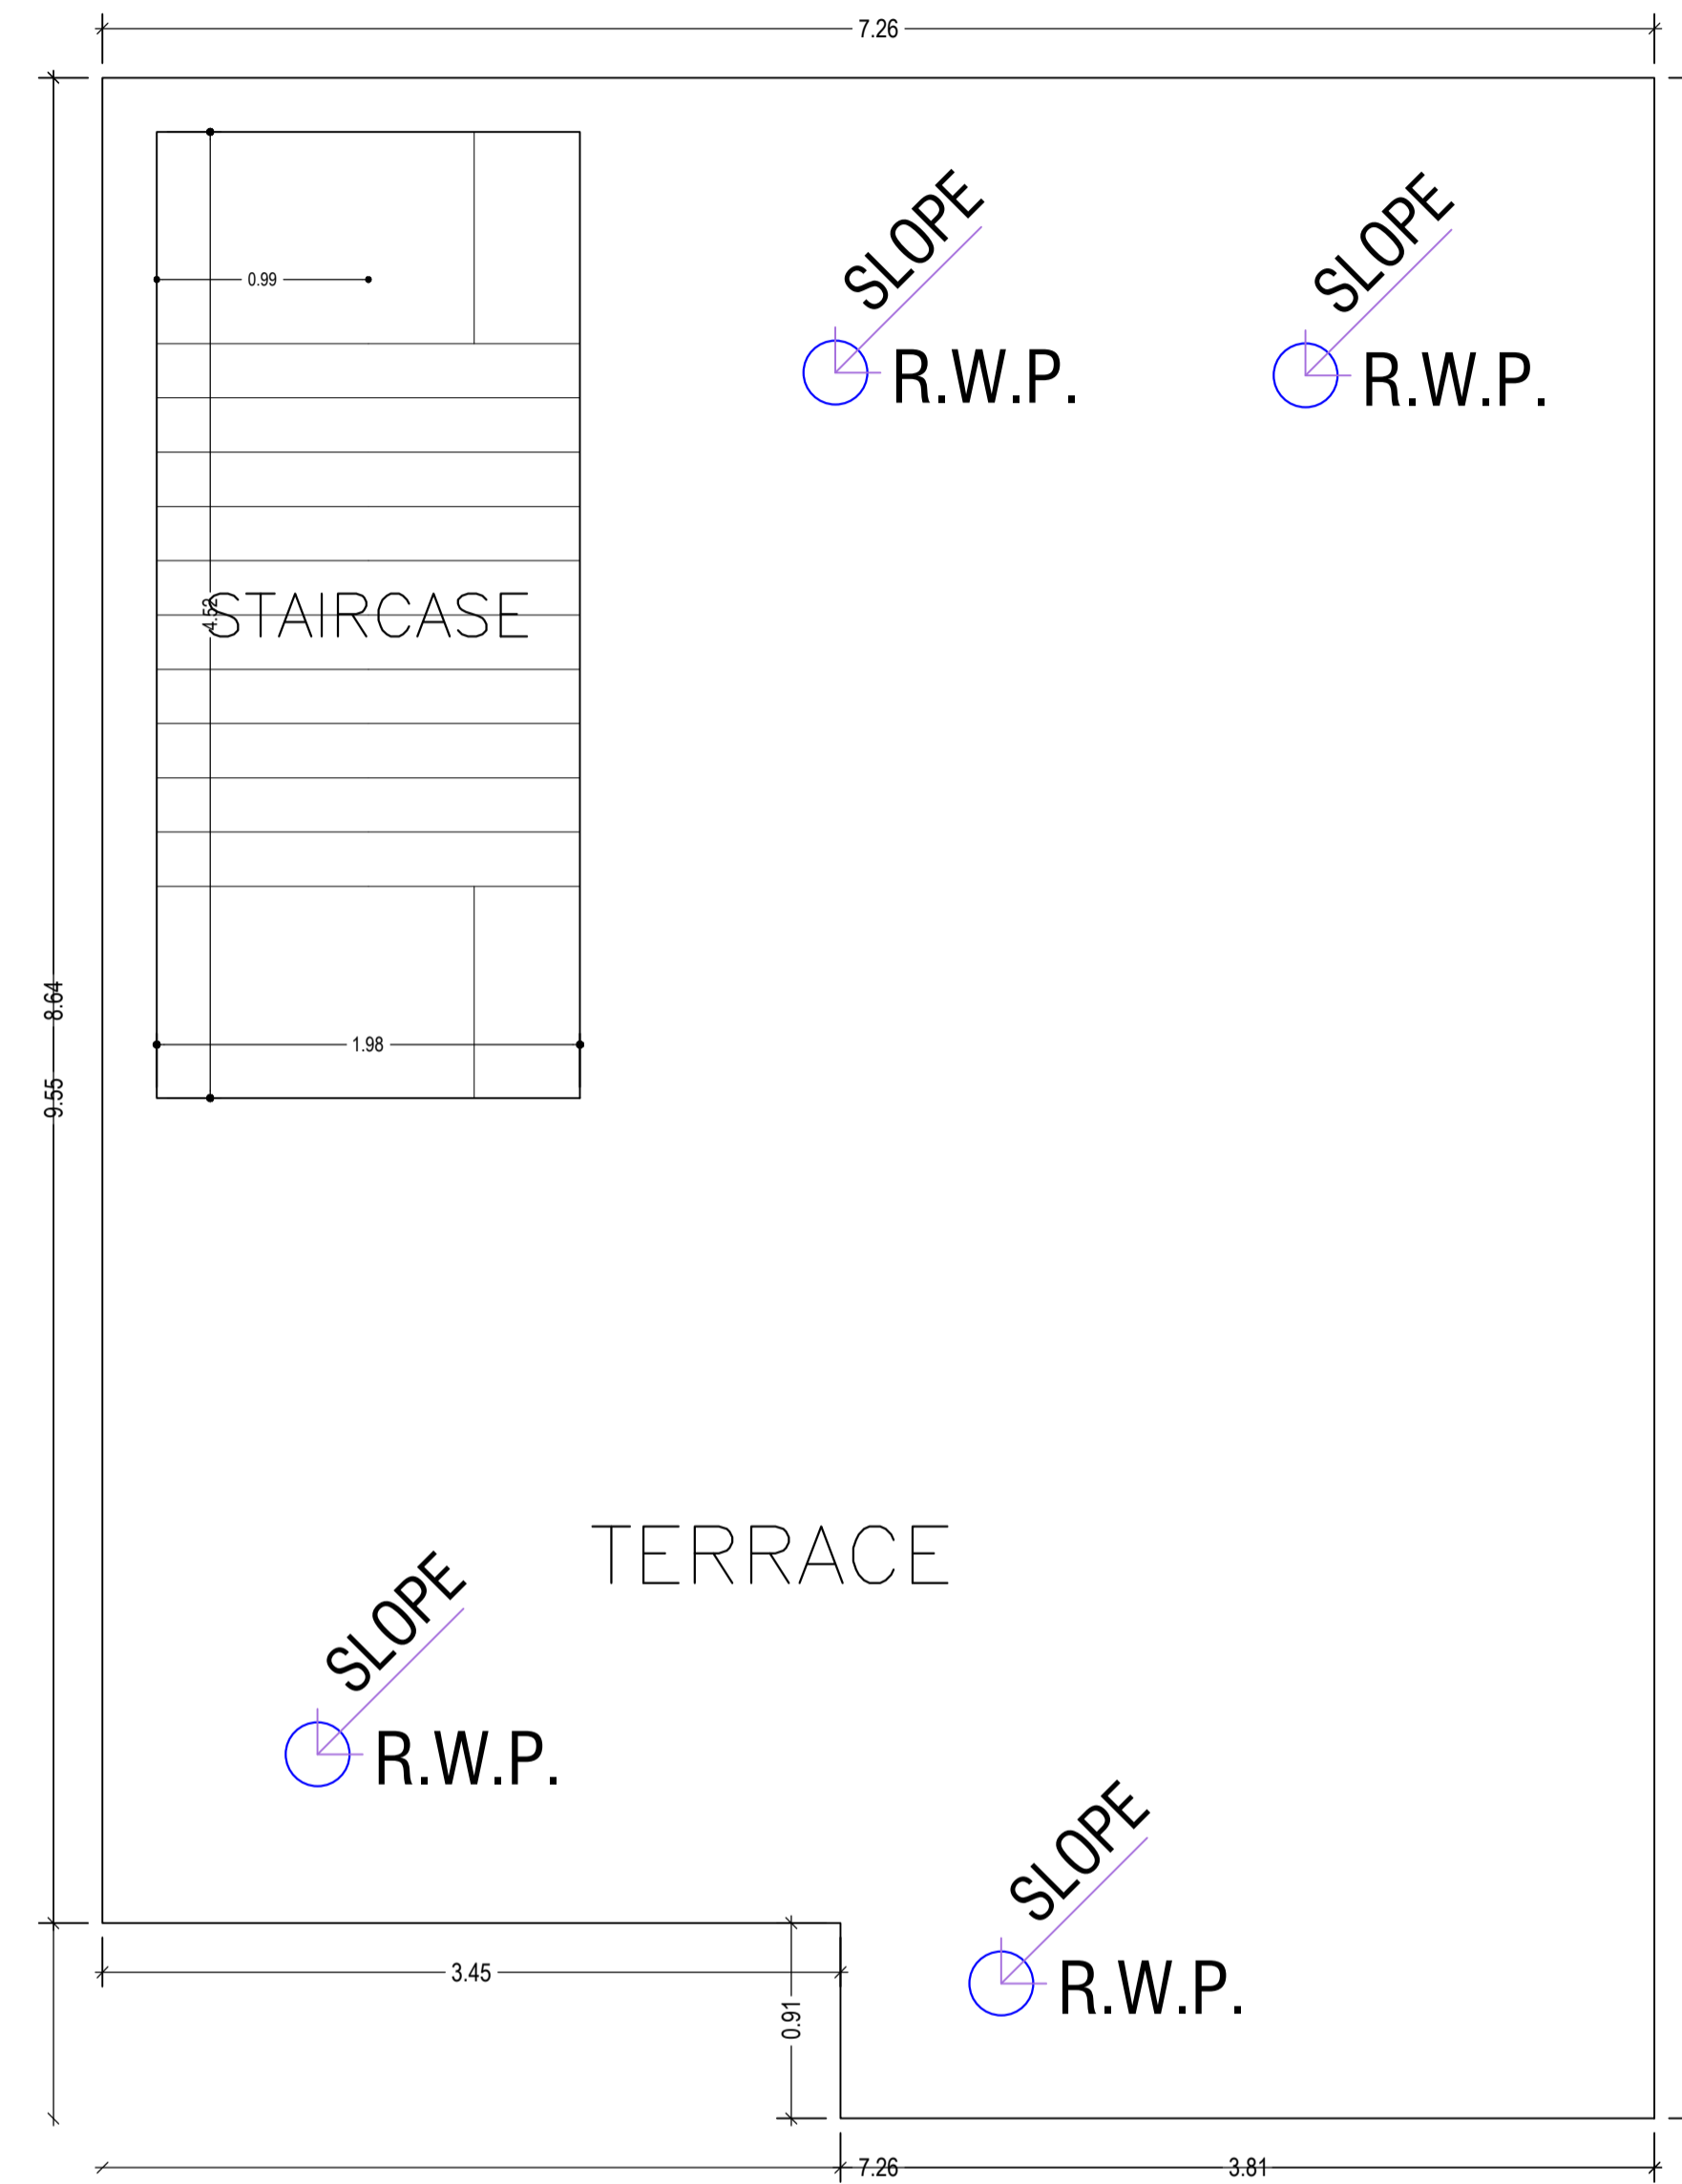 7.26
SLOPE
SLOPE
0.99
R.W.P.
R.W.P.
4.52
STAIRCASE
8.64
1.98
9.55
TERRACE
SLOPE
R.W.P.
SLOPE
3.45
R.W.P.
0.91
7.26
3.81